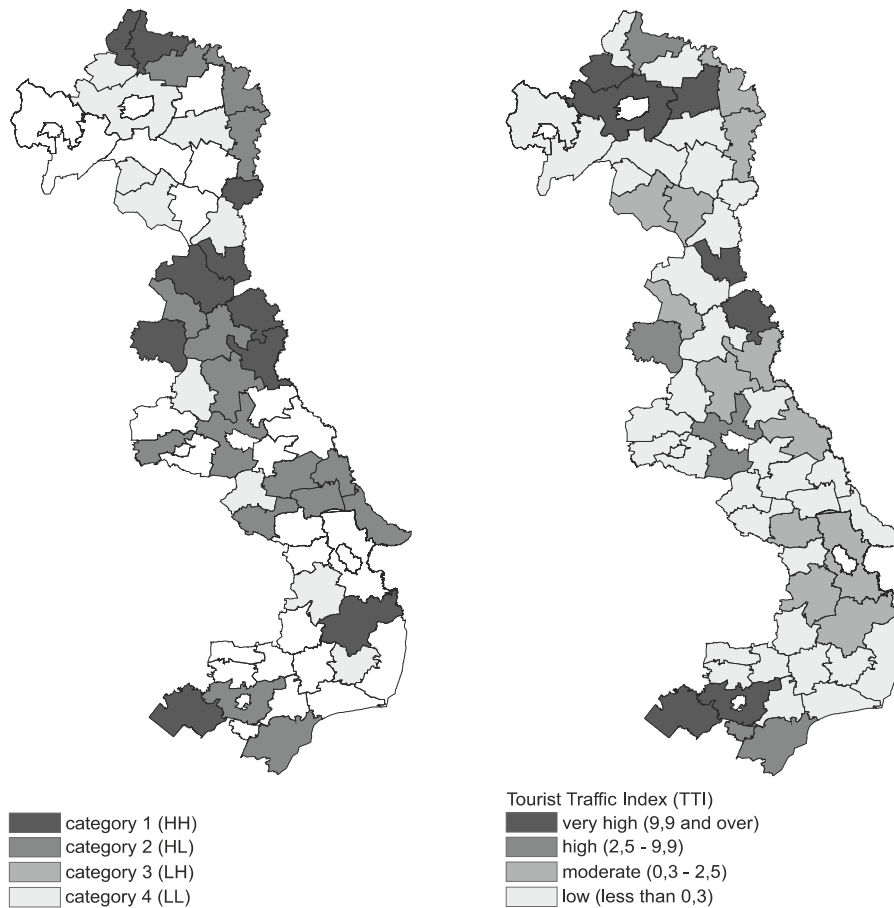 category 1 (HH)
category 2 (HL)
category 3 (LH)
category 4 (LL)
Tourist Traffic Index (TTI)
very high (9,9 and over)
high (2,5 - 9,9)
moderate (0,3 - 2,5)
low (less than 0,3)